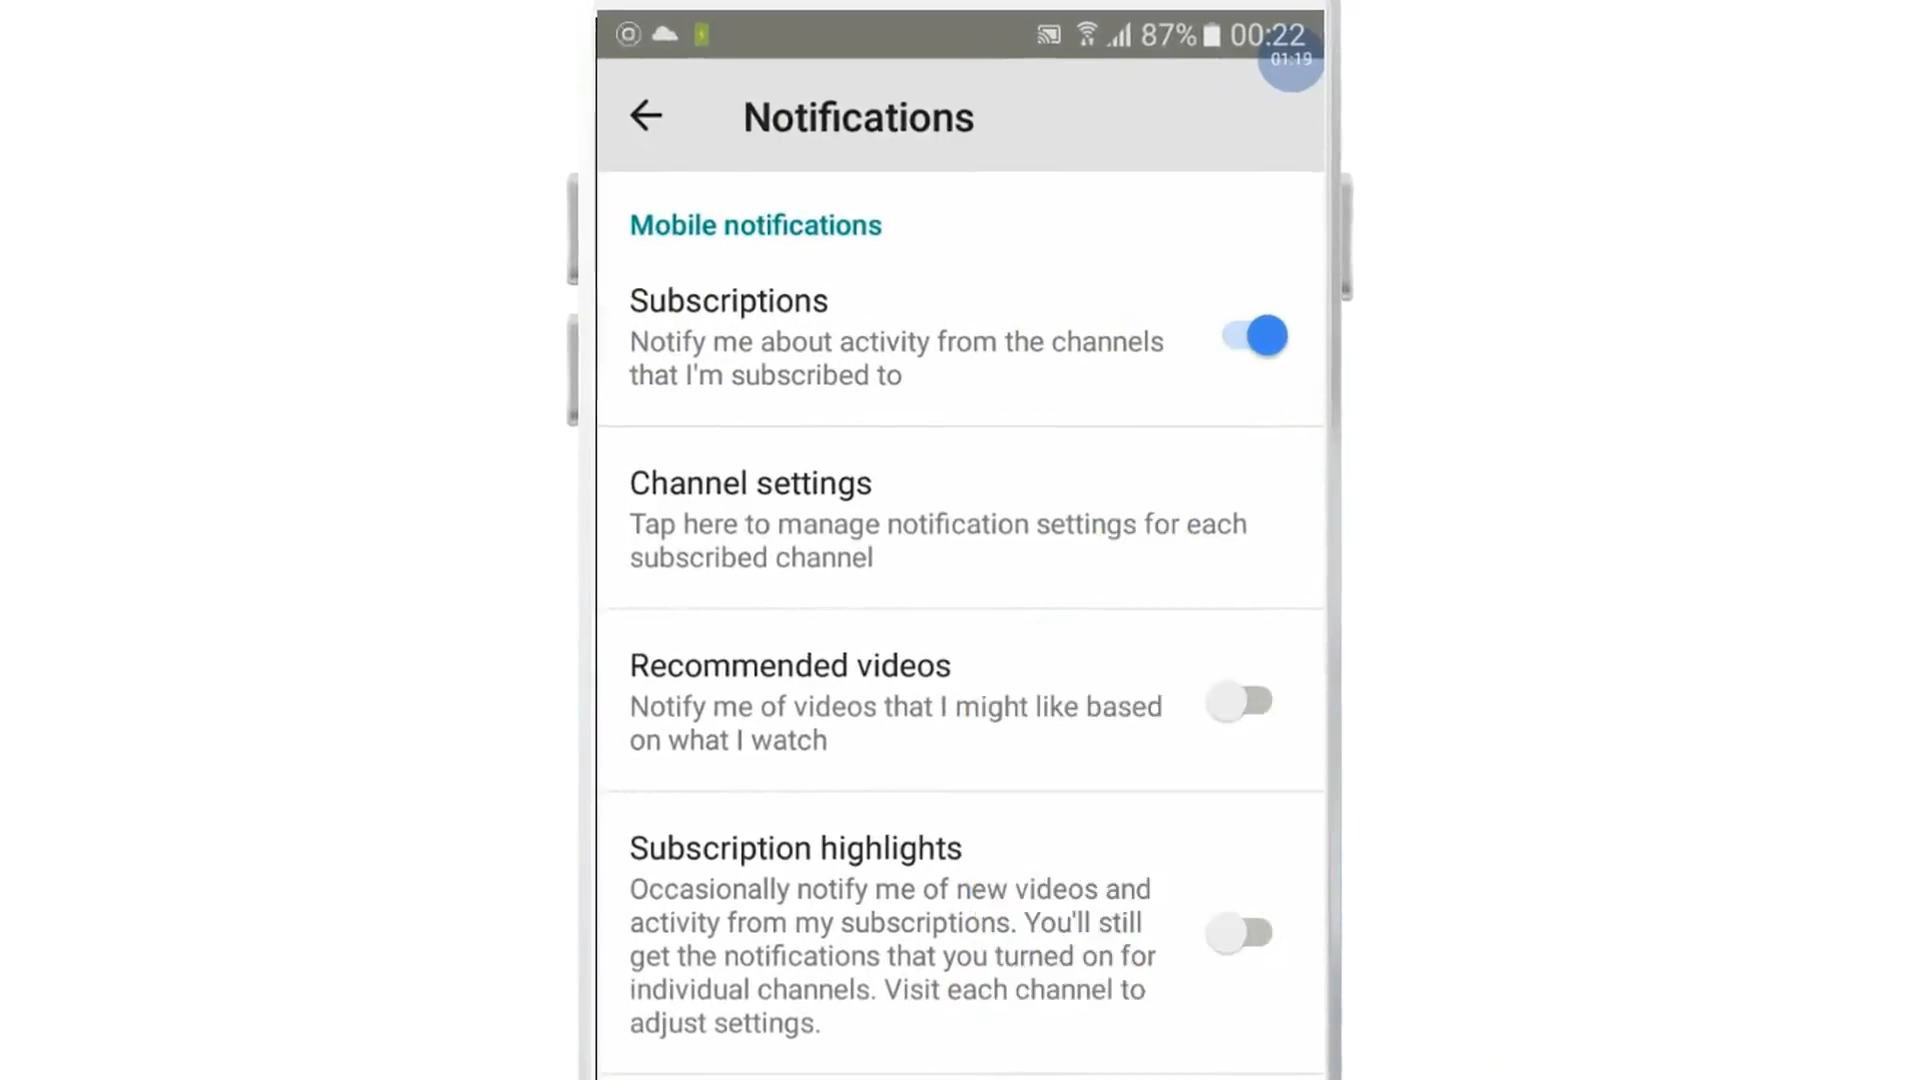 87% 00:22
01:19
Notifications
Mobile notifications
Subscriptions
Notify me about activity from the channels
that I'm subscribed to
Channel settings
Tap here to manage notification settings for each
subscribed channel
Recommended videos
Notify me of videos that I might like based
on what I watch
Subscription highlights
Occasionally notify me of new videos and
activity from my subscriptions. You'll still
get the notifications that you turned on for
individual channels. Visit each channel to
adjust settings.